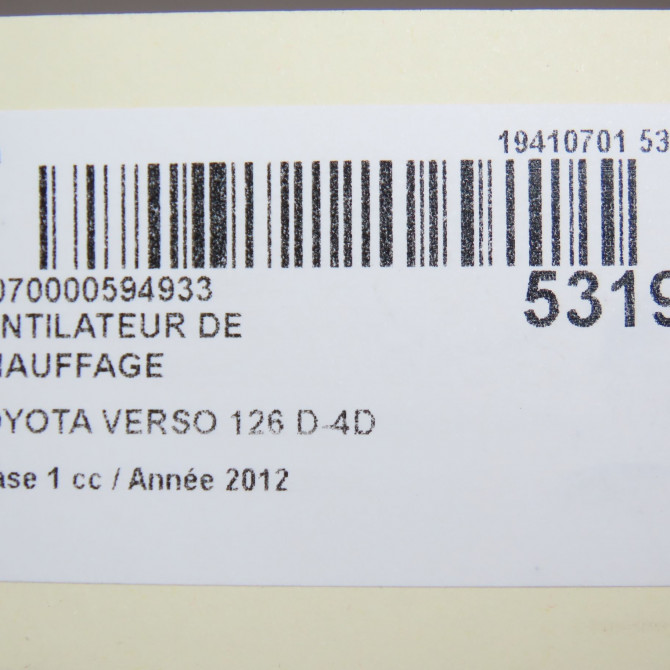 19410701 53
070000594933
5319
NTILATEUR DE
HAUFFAGE
OYOTA VERSO 126 D-4D
ase 1 cc / Année 2012